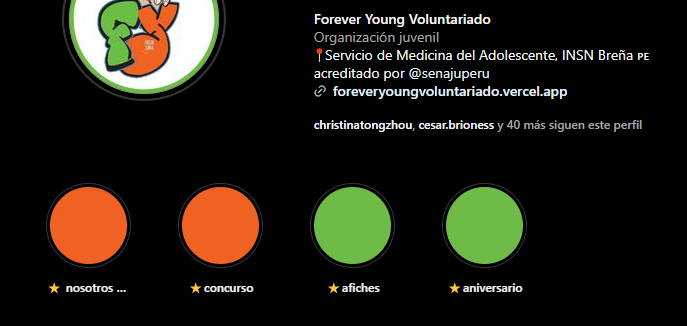 Forever Young Voluntariado
Organización juvenil
📍Servicio de Medicina del Adolescente, INSN Breña ᴘᴇ
acreditado por @senajuperu
foreveryoungvoluntariado.vercel.app
christinatongzhou, cesar.brioness y 40 más siguen este perfil
⭐ nosotros ...
⭐concurso
⭐afiches
⭐aniversario